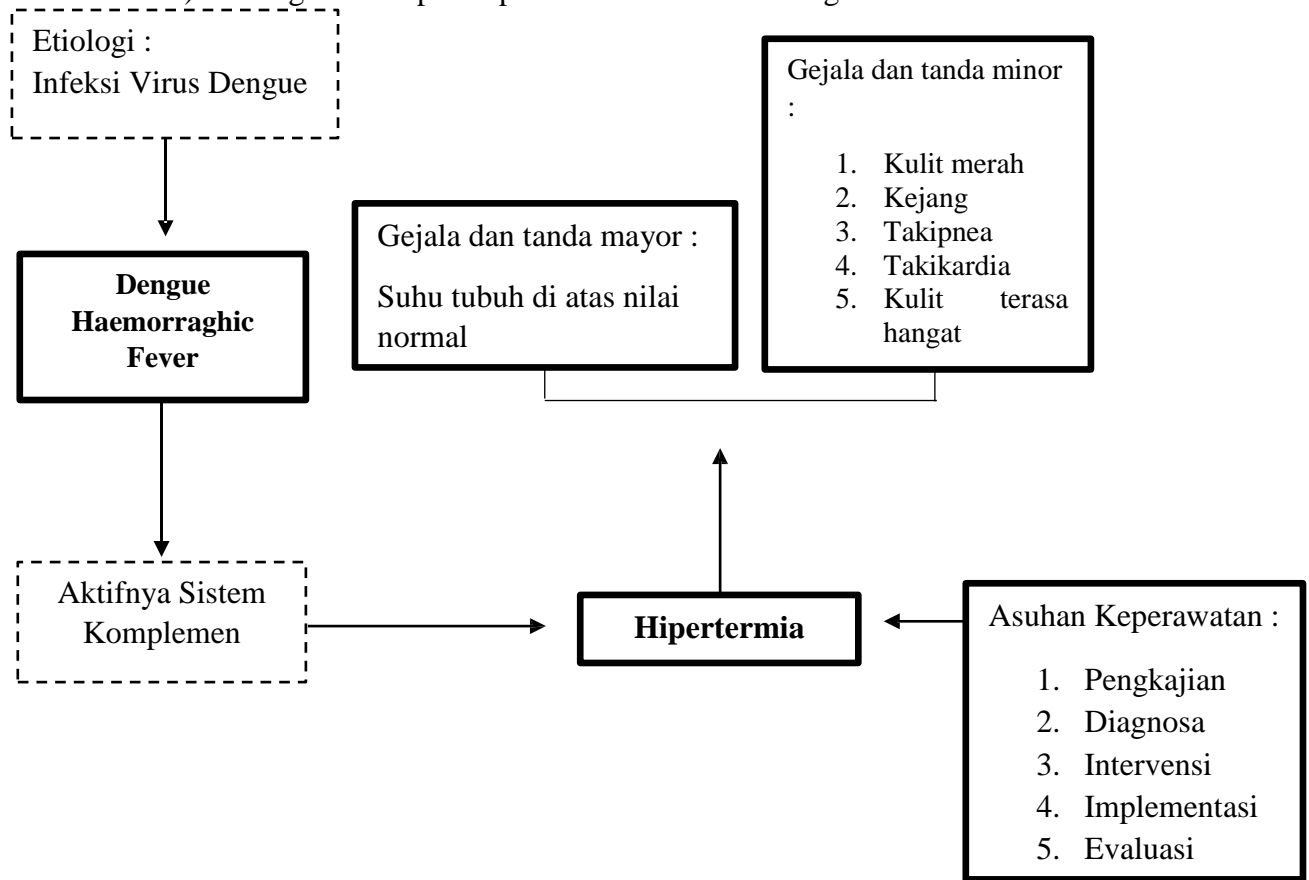 Etiologi :
Infeksi Virus Dengue
Gejala dan tanda minor
:
1. Kulit merah
2. Kejang
3. Takipnea
4. Takikardia
5. Kulit terasa
hangat
Gejala dan tanda mayor :
Suhu tubuh di atas nilai
normal
Dengue
Haemorraghic
Fever
Aktifnya Sistem
Komplemen
Hipertermia
Asuhan Keperawatan :
1. Pengkajian
2. Diagnosa
3. Intervensi
4. Implementasi
5. Evaluasi